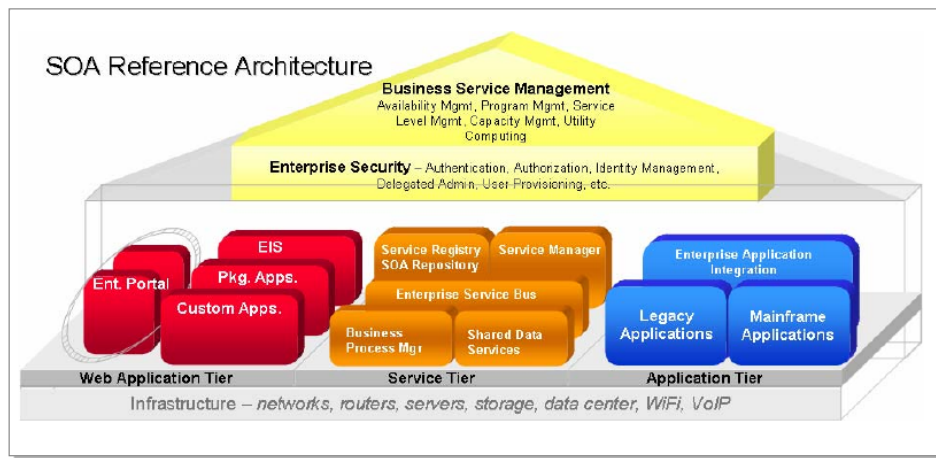 SOA Reference Architecture
Business Service Management
Availability Mgmt, Program Mgmt, Service
Level Mgmt, Capacity Mgmt, Utility
Computing
Enterprise Security – Authentication, Authorization, Identity Management,
Delegated Admin, User Provisioning, etc.
Ent. Portal
EIS
Pkg. Apps.
Custom Apps.
Service Registry
SOA Repository
Service Manager
Enterprise Service Bus
Business
Process Mgr
Shared Data
Services
Enterprise Application
Integration
Legacy
Applications
Mainframe
Applications
Web Application Tier
Service Tier
Application Tier
Infrastructure – networks, routers, servers, storage, data center, WiFi, VoIP